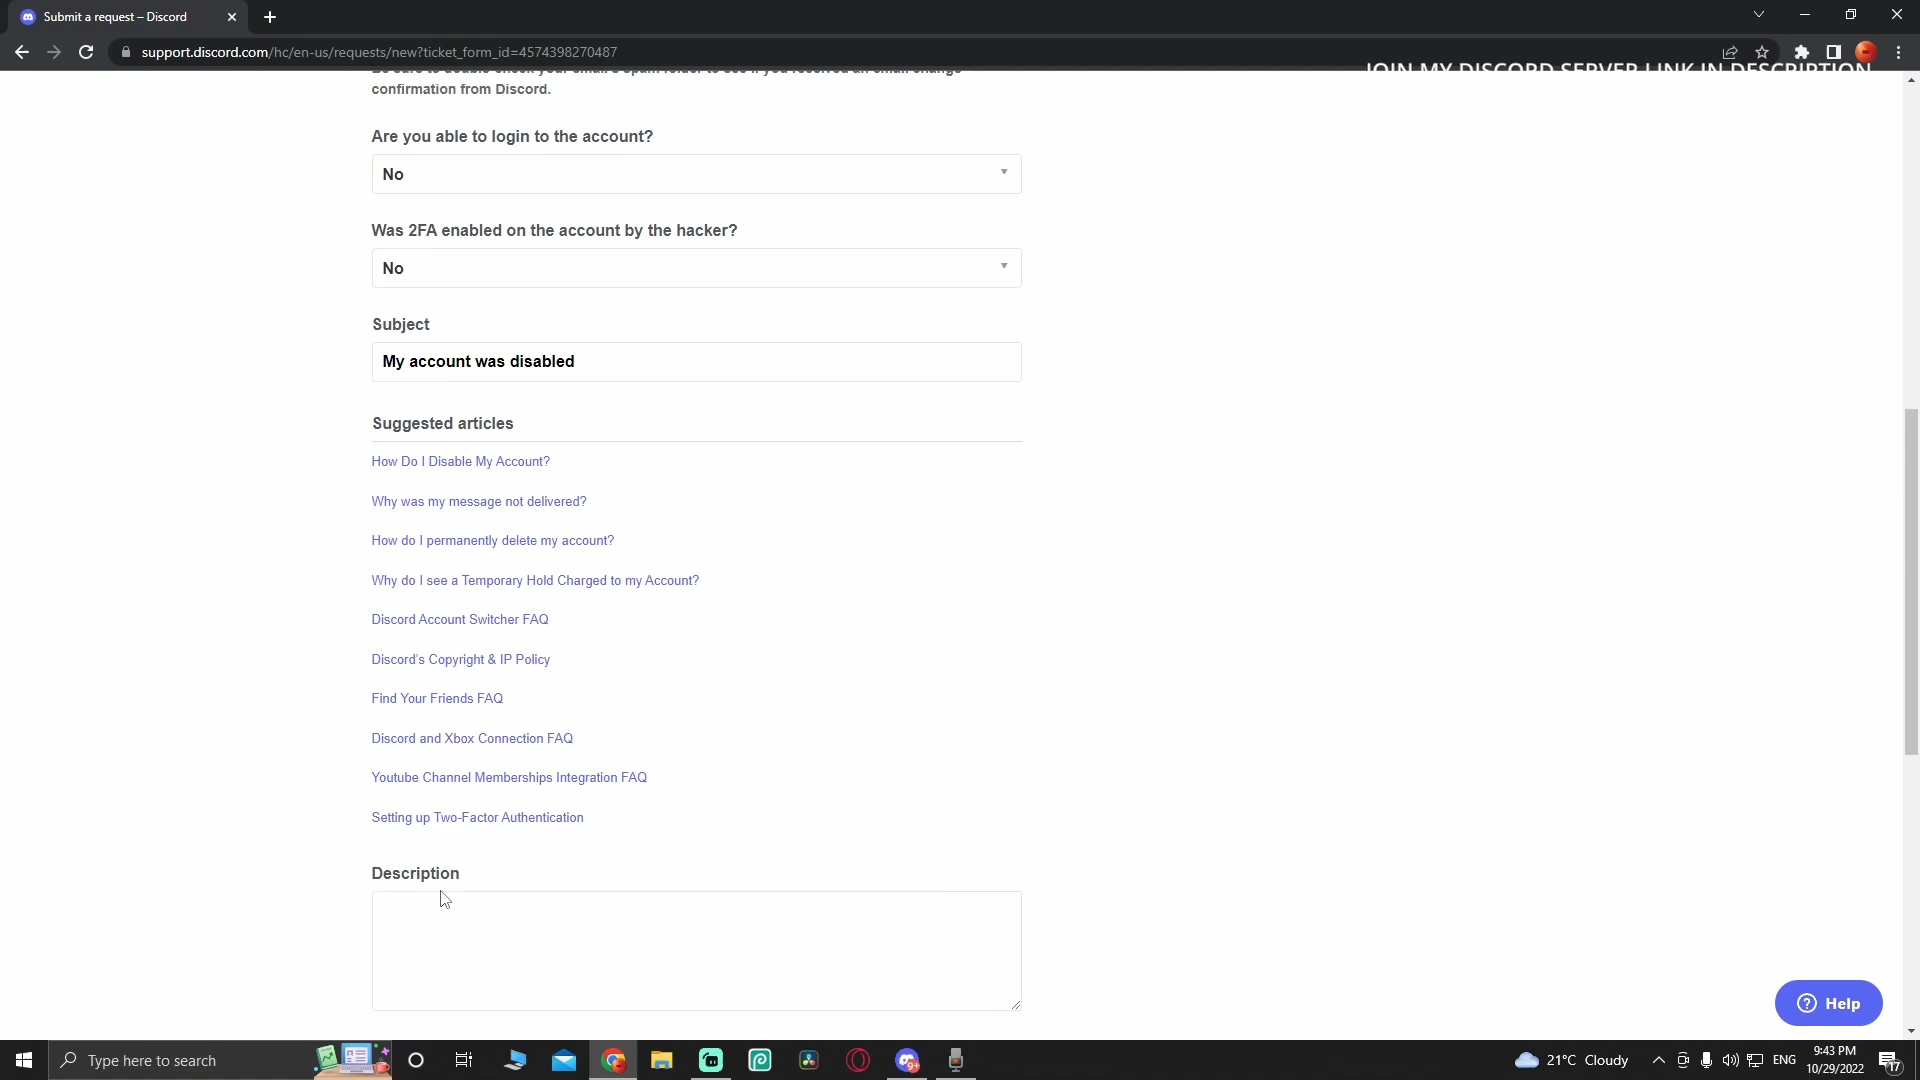 Submit a request – Discord
support.discord.com/hc/en-us/requests/new?ticket_form_id=4574398270487
JOIN MY DISCORD SERVER LINK IN DESCRIPTION
Be sure to double check your email's spam folder to see if you received an email change
confirmation from Discord.
Are you able to login to the account?
No
Was 2FA enabled on the account by the hacker?
No
Subject
My account was disabled
Suggested articles
How Do I Disable My Account?
Why was my message not delivered?
How do I permanently delete my account?
Why do I see a Temporary Hold Charged to my Account?
Discord Account Switcher FAQ
Discord's Copyright & IP Policy
Find Your Friends FAQ
Discord and Xbox Connection FAQ
Youtube Channel Memberships Integration FAQ
Setting up Two-Factor Authentication
Description
Help
Type here to search
9+
21°C Cloudy
ENG
9:43 PM
10/29/2022
17